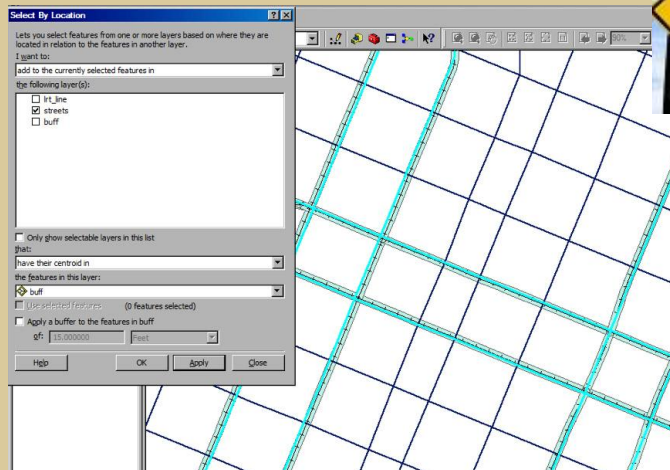 Select By Location
Lets you select features from one or more layers based on where they are
located in relation to the features in another layer.
I want to:
add to the currently selected features in
the following layer(s):
lrt_line
streets
buff
Only show selectable layers in this list
that:
have their centroid in
the features in this layer:
buff
Use selected features (0 features selected)
Apply a buffer to the features in buff
of: 15.000000 Feet
Help OK Apply Close
90%